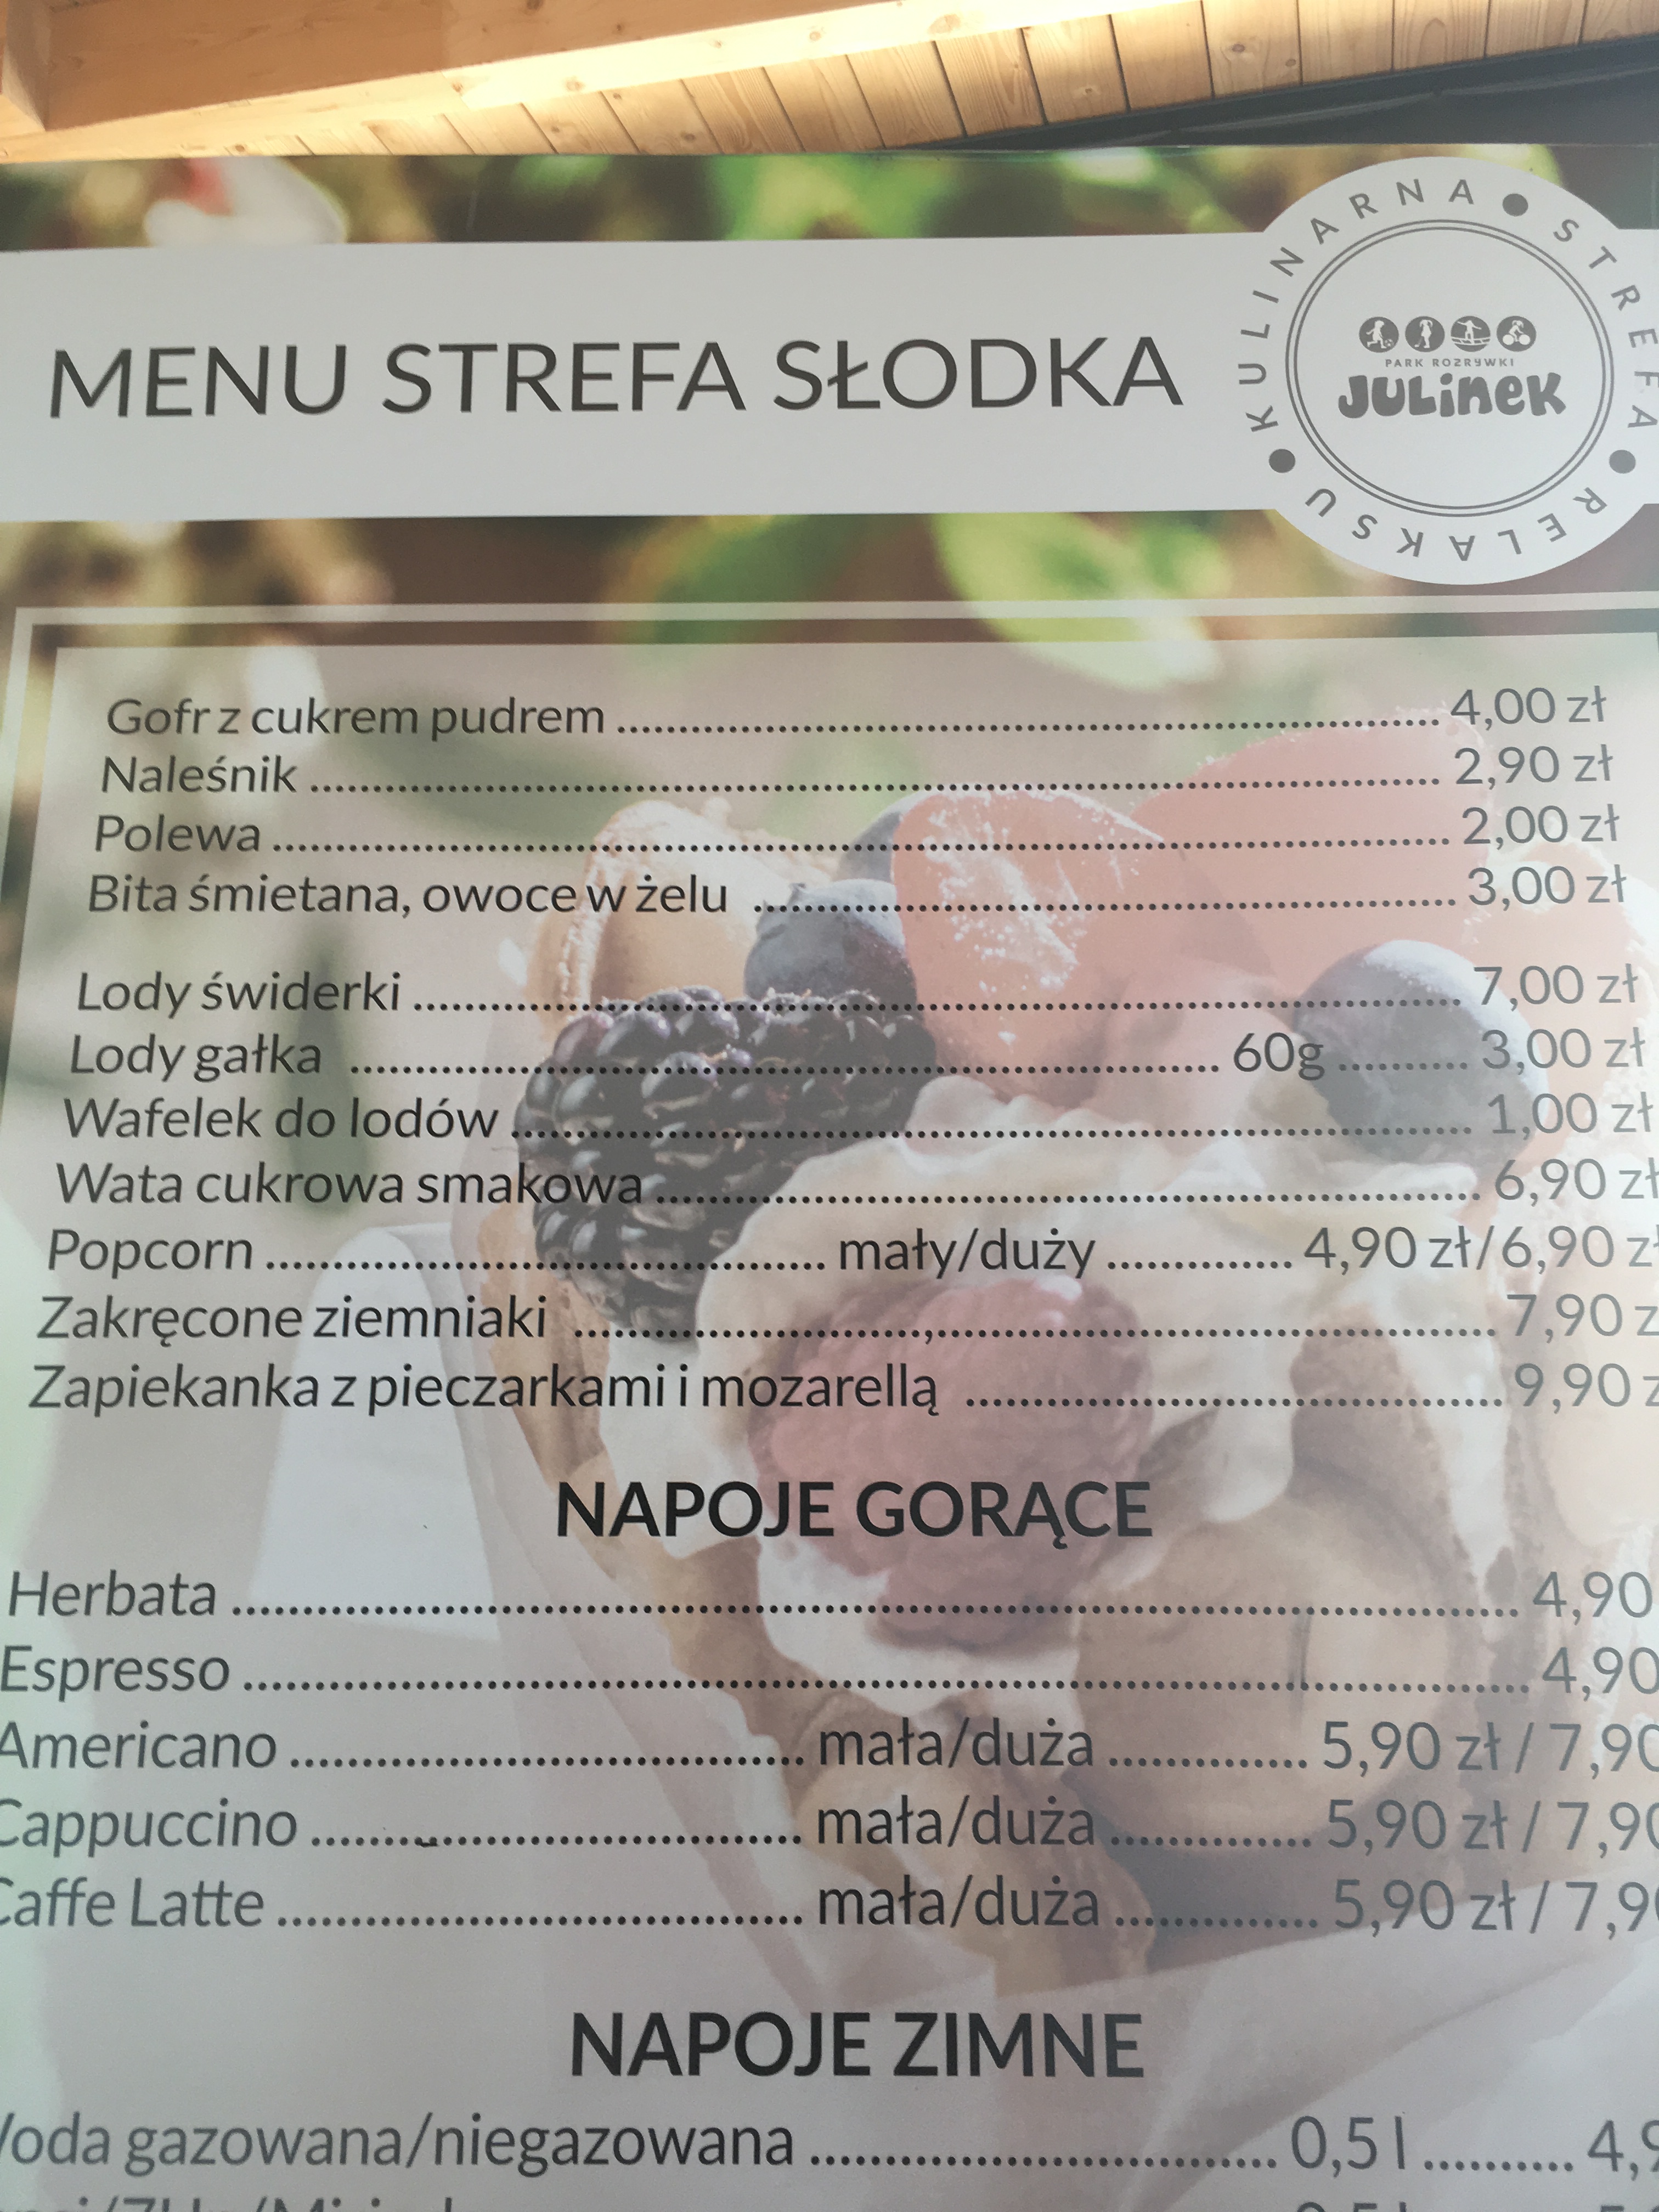 MENU STREFA SŁODKA
KULINARNA • STREFA • RELAKSU •
PARK ROZRYWKI
JULINEK
Gofr z cukrem pudrem ........ 4,00 zł
Naleśnik ........ 2,90 zł
Polewa ........ 2,00 zł
Bita śmietana, owoce w żelu ........ 3,00 zł
Lody świderki ........ 7,00 zł
Lody gałka ........ 60g ........ 3,00 zł
Wafelek do lodów ........ 1,00 zł
Wata cukrowa smakowa ........ 6,90 zł
Popcorn ........ mały/duży ........ 4,90 zł/6,90 zł
Zakręcone ziemniaki ........ 7,90 z
Zapiekanka z pieczarkami i mozarellą ........ 9,90 z
NAPOJE GORĄCE
Herbata ........ 4,90
Espresso ........ 4,90
Americano ........ mała/duża ........ 5,90 zł / 7,90
Cappuccino ........ mała/duża ........ 5,90 zł / 7,90
Caffe Latte ........ mała/duża ........ 5,90 zł / 7,9
NAPOJE ZIMNE
Woda gazowana/niegazowana ........ 0,5 l ........ 4,9